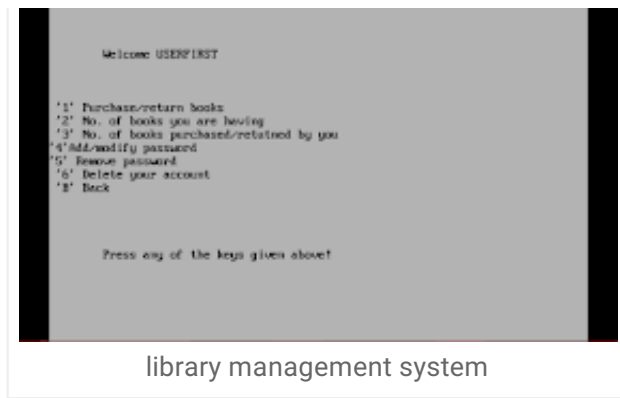 Welcome USERFIRST
'1' Purchase/return books
'2' No. of books you are having
'3' No. of books purchased/retutned by you
'4'Add/modify password
'5' Remove password
'6' Delete your account
'B' Back
Press any of the keys given above!
library management system